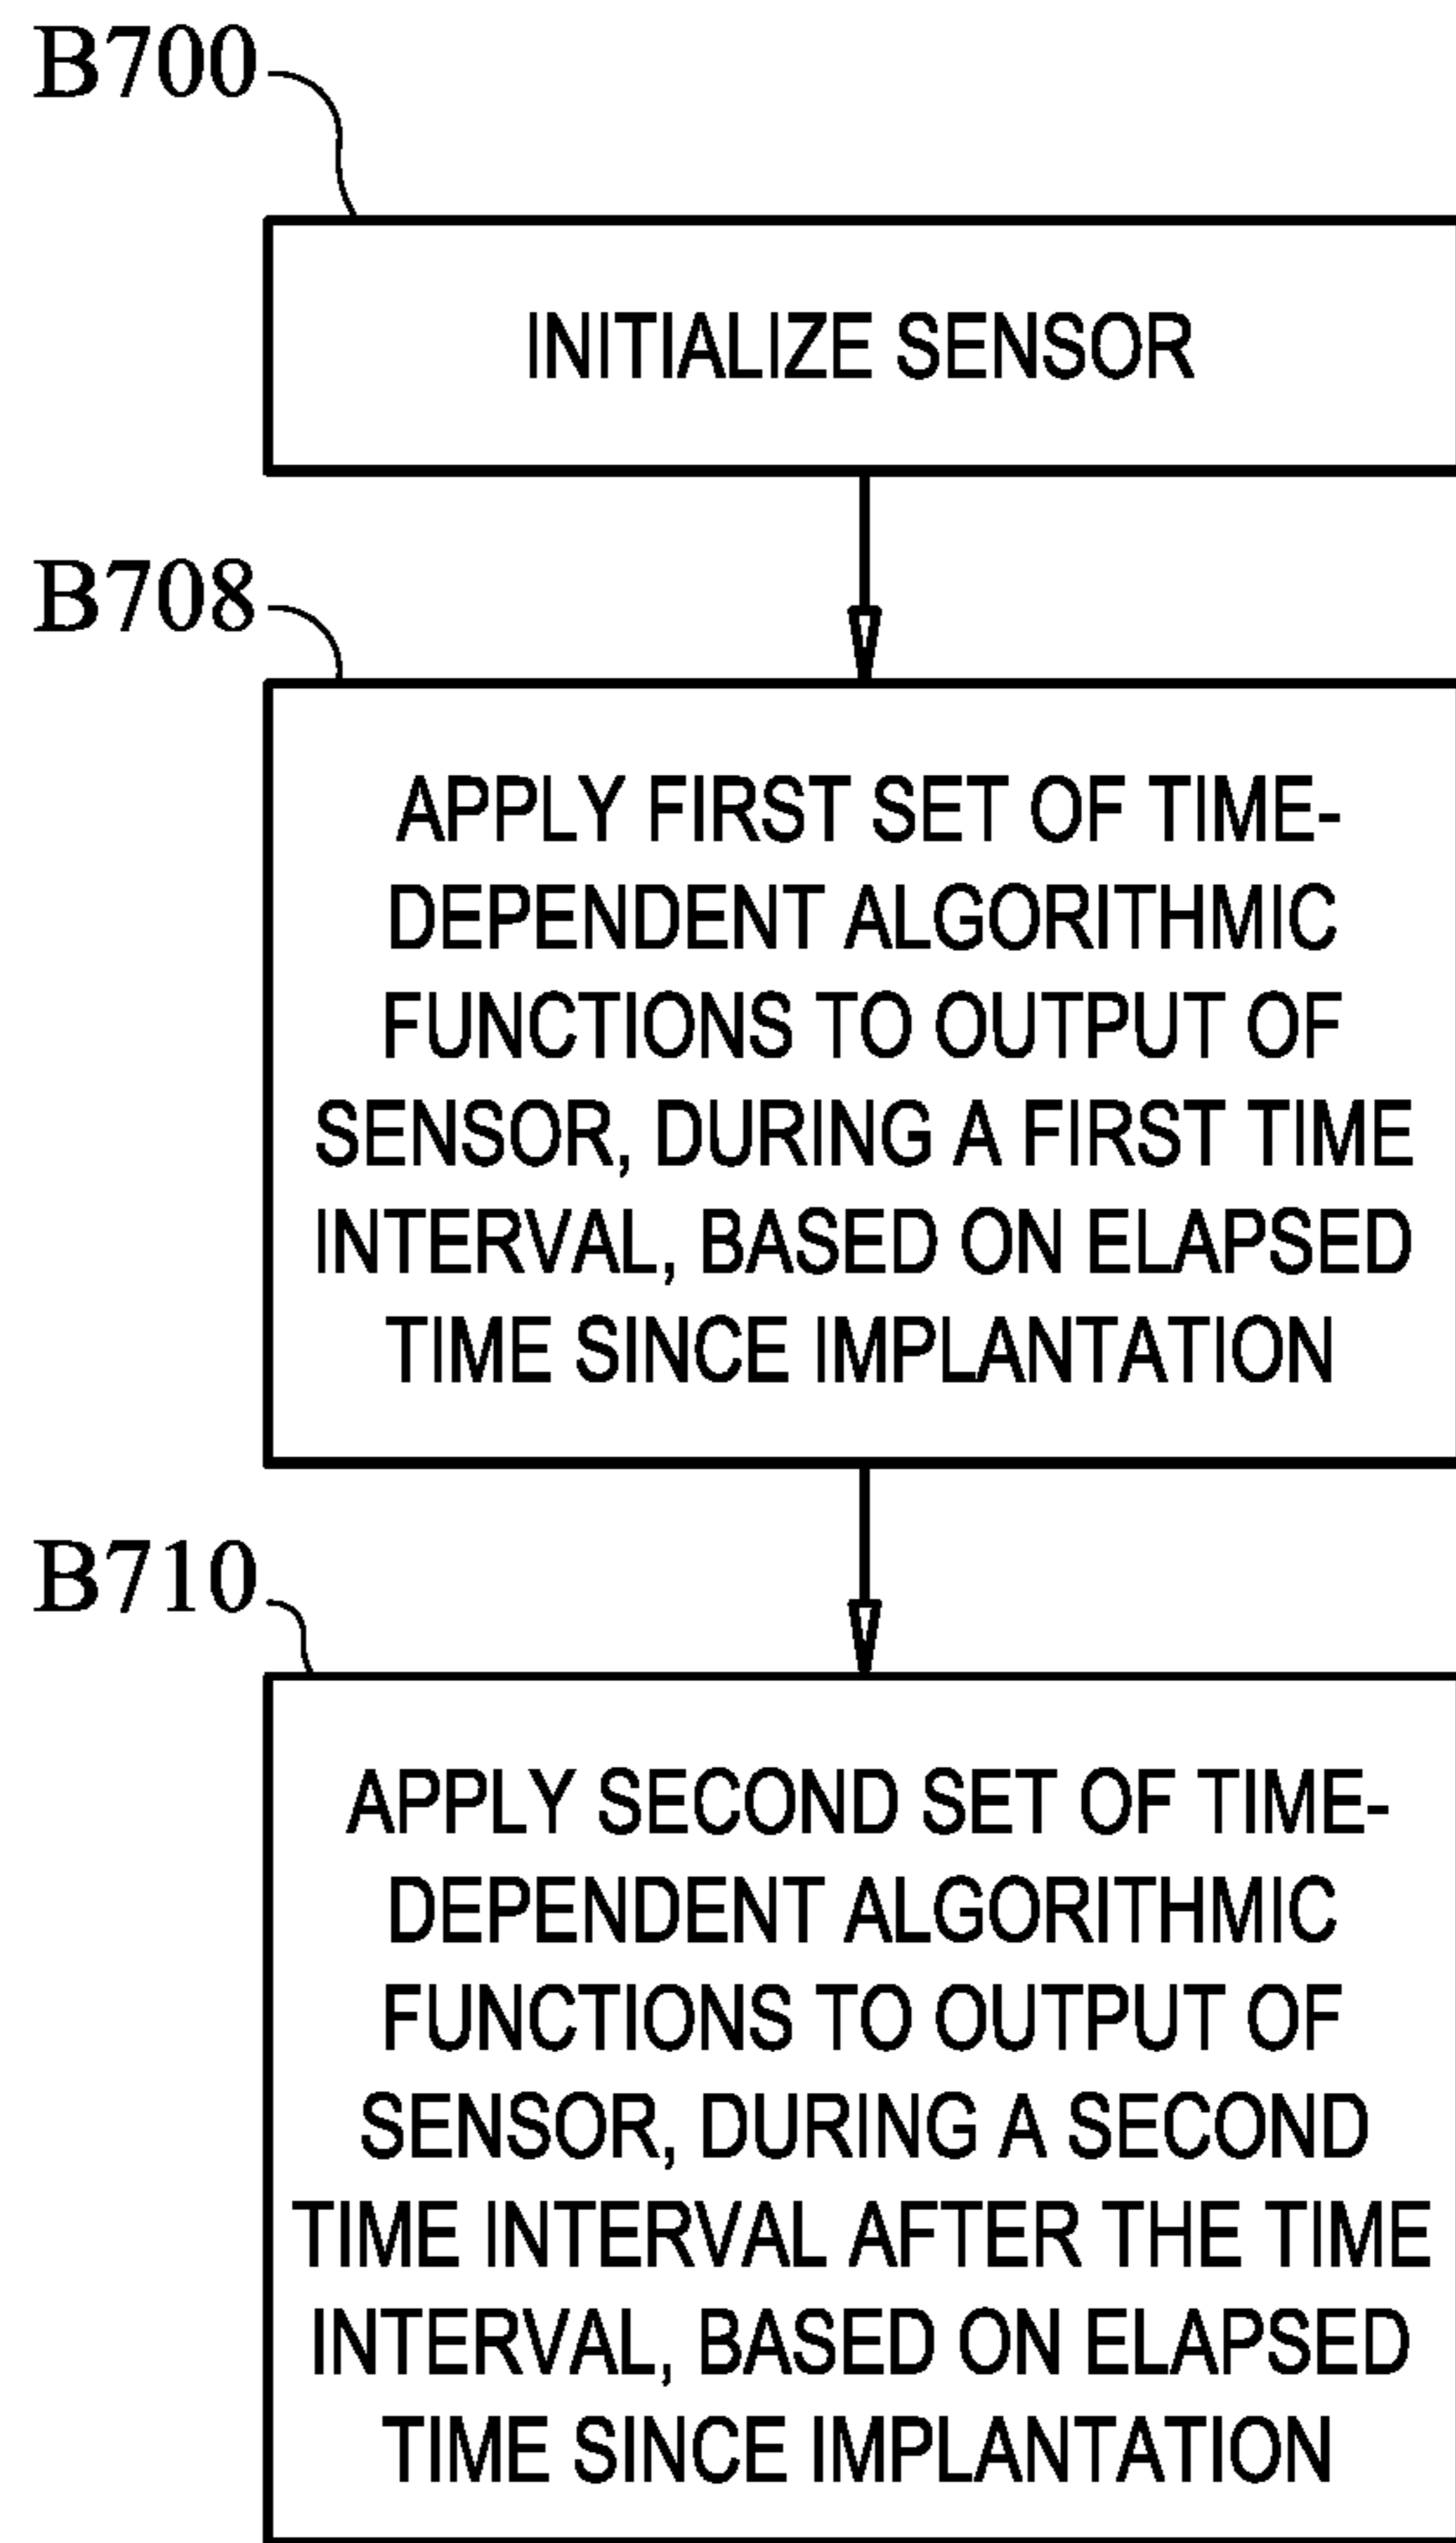 B700
INITIALIZE SENSOR
B708
APPLY FIRST SET OF TIME-
DEPENDENT ALGORITHMIC
FUNCTIONS TO OUTPUT OF
SENSOR, DURING A FIRST TIME
INTERVAL, BASED ON ELAPSED
TIME SINCE IMPLANTATION
B710
APPLY SECOND SET OF TIME-
DEPENDENT ALGORITHMIC
FUNCTIONS TO OUTPUT OF
SENSOR, DURING A SECOND
TIME INTERVAL AFTER THE TIME
INTERVAL, BASED ON ELAPSED
TIME SINCE IMPLANTATION